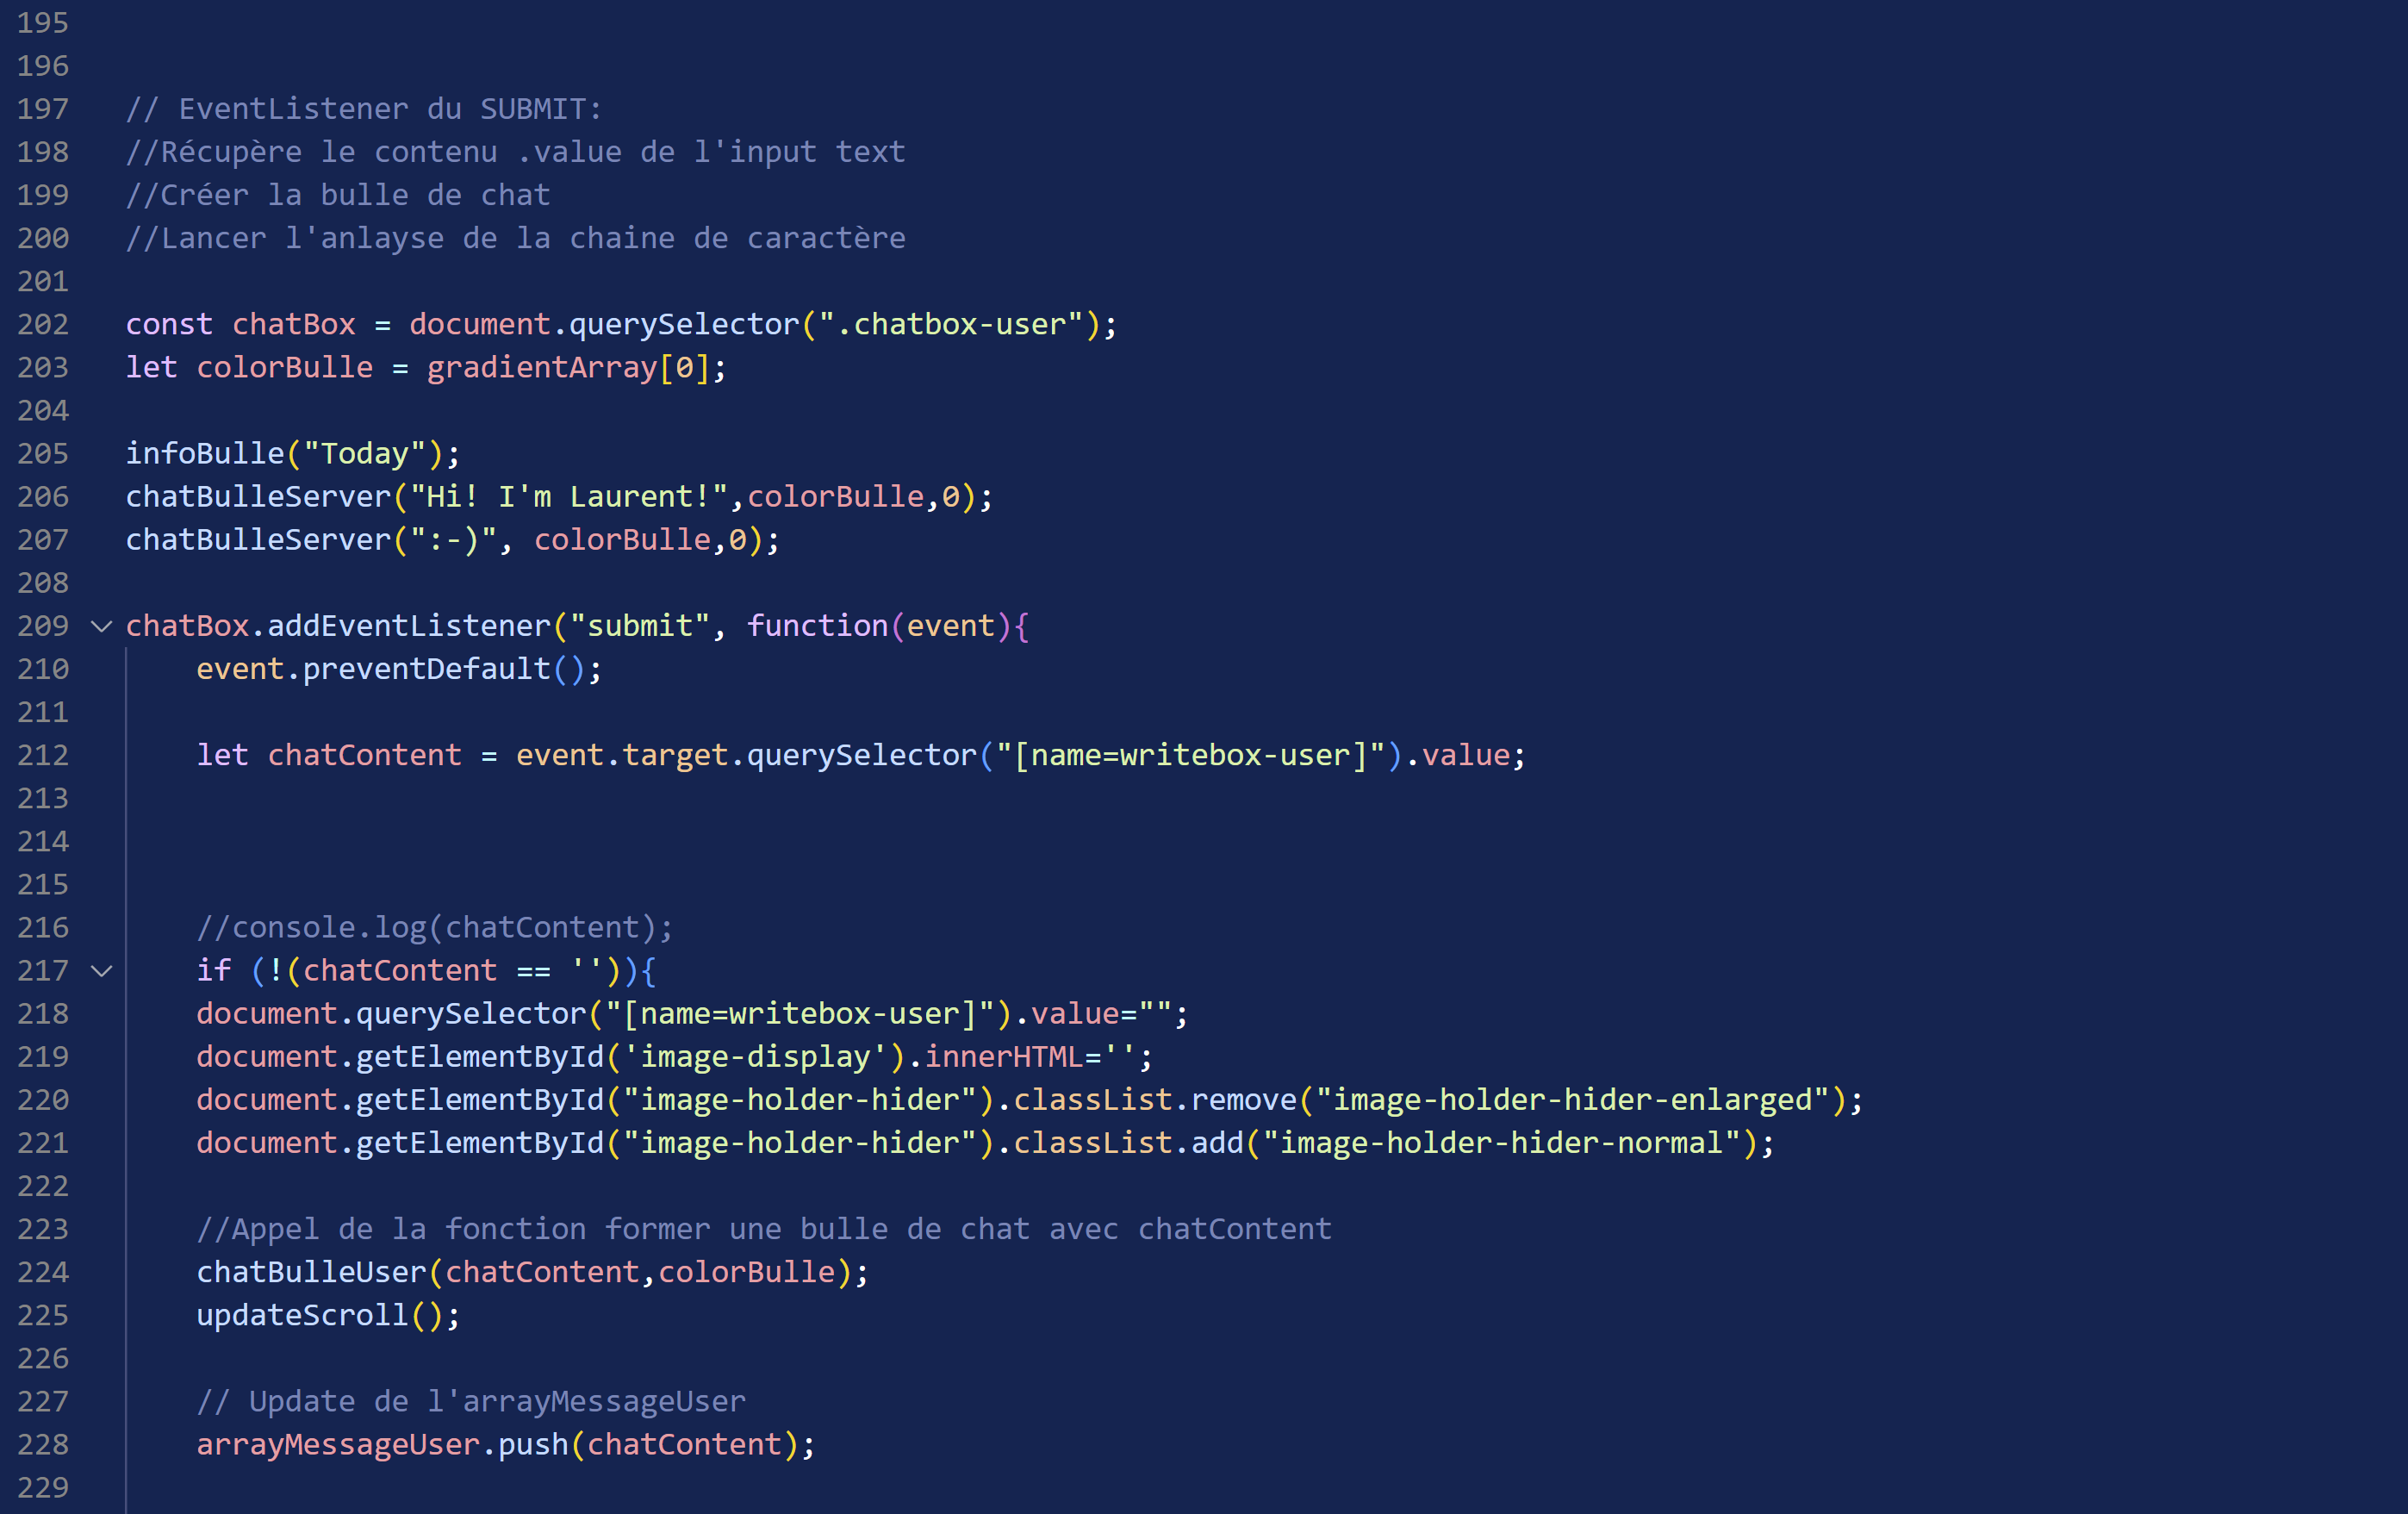 195
196
197 // EventListener du SUBMIT:
198 //Récupère le contenu .value de l'input text
199 //Créer la bulle de chat
200 //Lancer l'anlayse de la chaine de caractère
201
202 const chatBox = document.querySelector(".chatbox-user");
203 let colorBulle = gradientArray[0];
204
205 infoBulle("Today");
206 chatBulleServer("Hi! I'm Laurent!",colorBulle,0);
207 chatBulleServer(":-)", colorBulle,0);
208
209 chatBox.addEventListener("submit", function(event){
210     event.preventDefault();
211
212     let chatContent = event.target.querySelector("[name=writebox-user]").value;
213
214
215
216     //console.log(chatContent);
217     if (!(chatContent == '')){
218     document.querySelector("[name=writebox-user]").value="";
219     document.getElementById('image-display').innerHTML='';
220     document.getElementById("image-holder-hider").classList.remove("image-holder-hider-enlarged");
221     document.getElementById("image-holder-hider").classList.add("image-holder-hider-normal");
222
223     //Appel de la fonction former une bulle de chat avec chatContent
224     chatBulleUser(chatContent,colorBulle);
225     updateScroll();
226
227     // Update de l'arrayMessageUser
228     arrayMessageUser.push(chatContent);
229